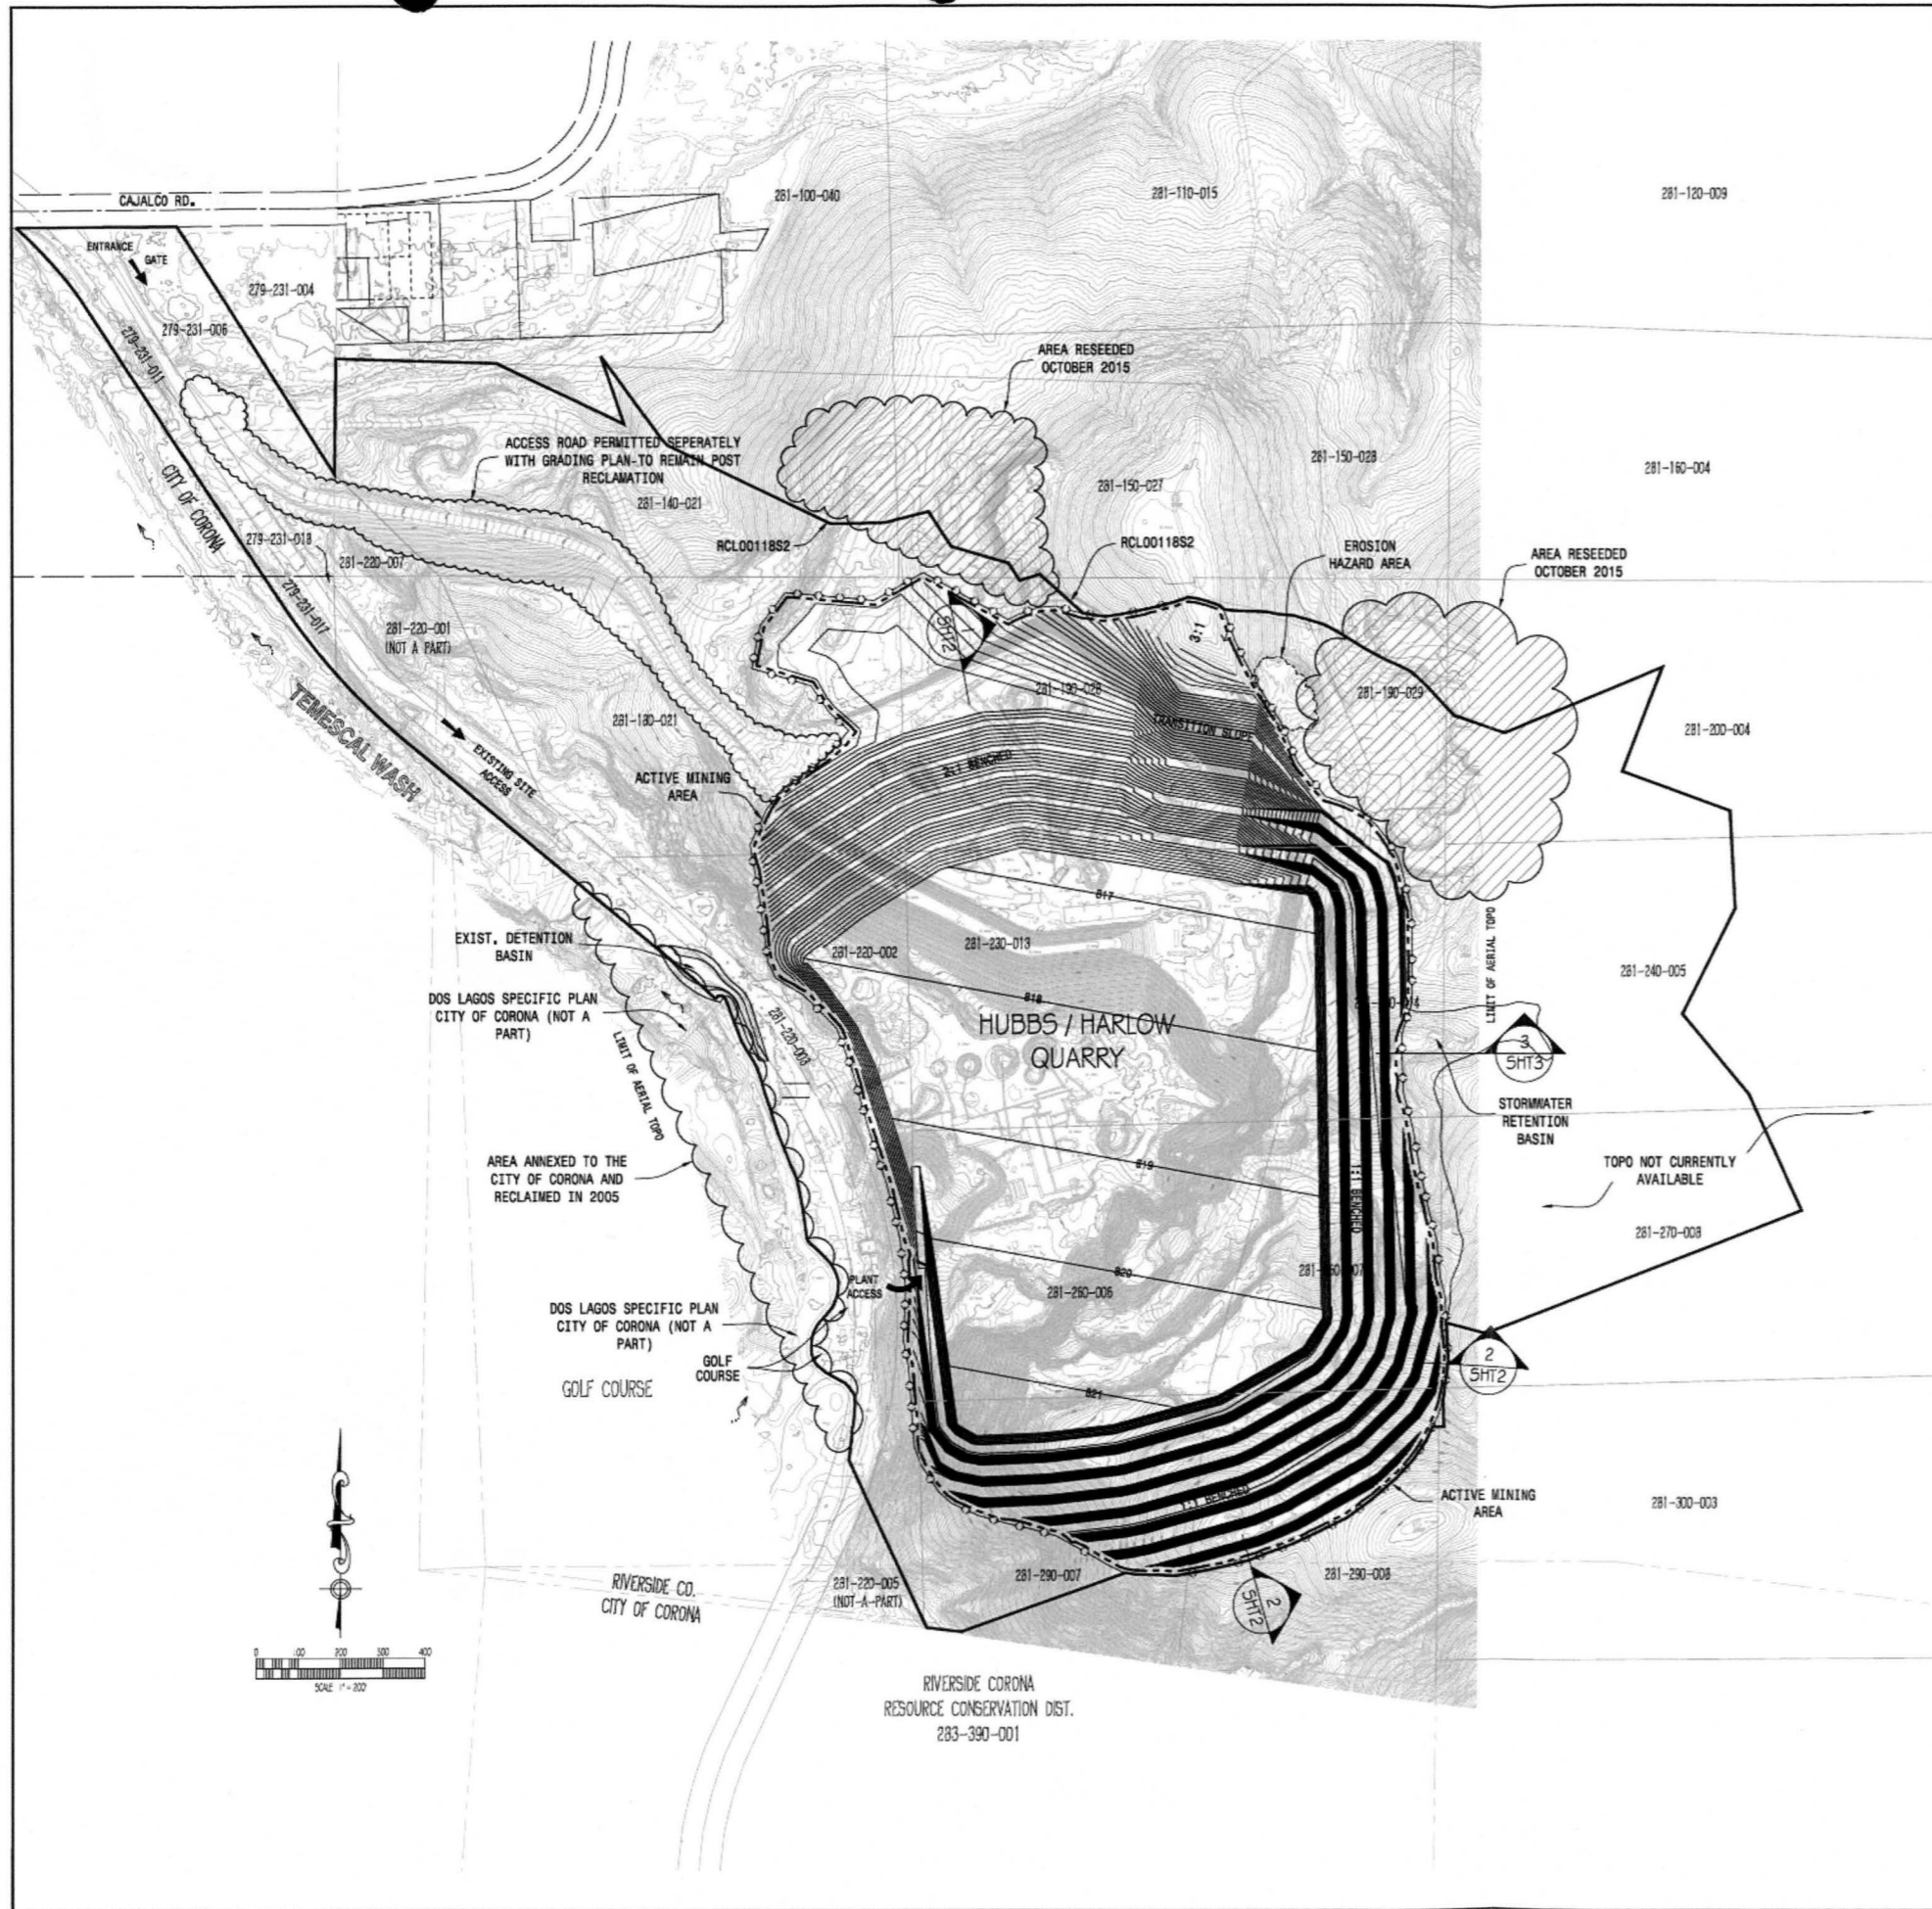 CAJALCO RD.
ENTRANCE
GATE
279-231-004
279-231-006
279-231-011
281-100-040
281-110-015
281-120-009
AREA RESEEDED
OCTOBER 2015
ACCESS ROAD PERMITTED SEPERATELY
WITH GRADING PLAN-TO REMAIN POST
RECLAMATION
281-140-021
281-150-027
281-150-028
281-160-004
CITY OF CORONA
279-231-018
281-220-007
279-231-017
281-220-001
(NOT A PART)
RCL00118S2
RCL00118S2
EROSION
HAZARD AREA
AREA RESEEDED
OCTOBER 2015
1
SHT2
3:1
281-190-028
281-190-029
281-200-004
TEMESCAL WASH
EXISTING SITE
ACCESS
281-180-021
TRANSITION SLOPE
2:1 BENCHED
ACTIVE MINING
AREA
817
EXIST. DETENTION
BASIN
281-220-002
281-230-013
LIMIT OF AERIAL TOPO
281-240-005
DOS LAGOS SPECIFIC PLAN
CITY OF CORONA (NOT A
PART)
LIMIT OF AERIAL TOPO
281-220-003
818
HUBBS / HARLOW
QUARRY
3
SHT3
STORMWATER
RETENTION
BASIN
AREA ANNEXED TO THE
CITY OF CORONA AND
RECLAIMED IN 2005
819
1:1 BENCHED
TOPO NOT CURRENTLY
AVAILABLE
281-270-008
PLANT
ACCESS
820
281-260-006
DOS LAGOS SPECIFIC PLAN
CITY OF CORONA (NOT A
PART)
GOLF
COURSE
GOLF COURSE
821
2
SHT2
1:1 BENCHED
ACTIVE MINING
AREA
281-300-003
RIVERSIDE CO.
CITY OF CORONA
281-220-005
(NOT-A-PART)
281-290-007
281-290-008
2
SHT2
0 100 200 300 400
SCALE 1"=200'
RIVERSIDE CORONA
RESOURCE CONSERVATION DIST.
283-390-001